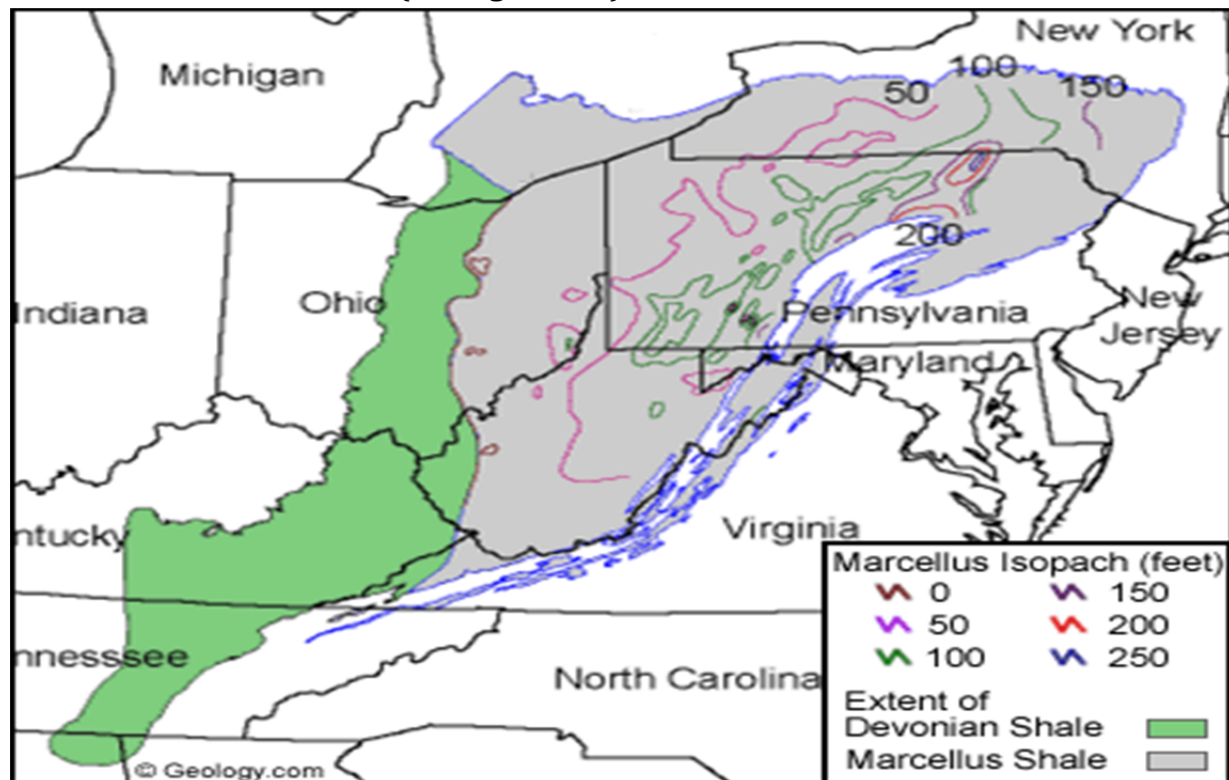 New York
Michigan
100
50
150
200
Ohio
Indiana
Pennsylvania
New
Jersey
Maryland
ntucky
Virginia
Marcellus Isopach (feet)
0 150
50 200
100 250
nnesssee
North Carolina
Extent of
Devonian Shale
Marcellus Shale
© Geology.com